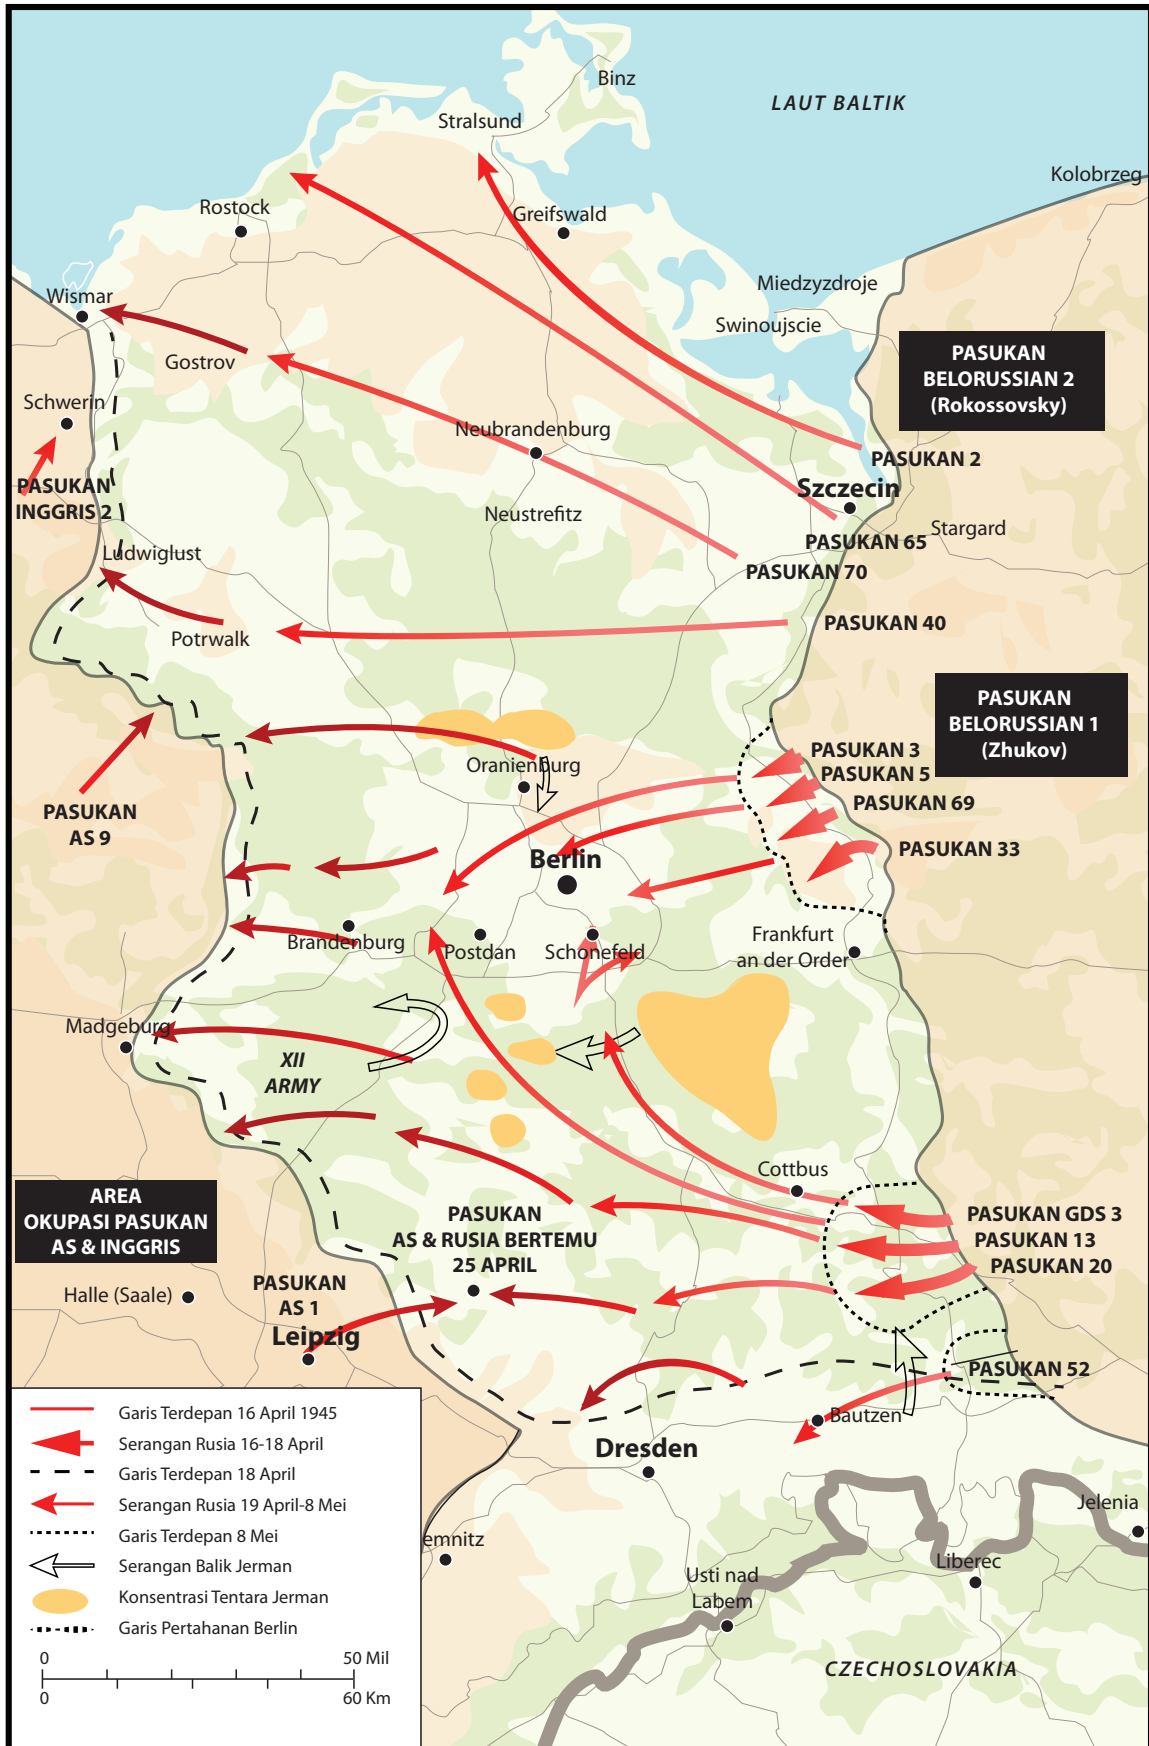 Binz
LAUT BALTIK
Stralsund
Kolobrzeg
Rostock
Greifswald
Miedzyzdroje
Wismar
Swinoujscie
Gostrov
PASUKAN
BELORUSSIAN 2
(Rokossovsky)
Schwerin
Neubrandenburg
PASUKAN 2
PASUKAN
INGGRIS 2
Szczecin
Neustrefitz
Stargard
PASUKAN 65
Ludwiglust
PASUKAN 70
PASUKAN 40
Potrwalk
PASUKAN
BELORUSSIAN 1
(Zhukov)
PASUKAN 3
Oranienburg
PASUKAN 5
PASUKAN 69
PASUKAN
AS 9
PASUKAN 33
Berlin
Brandenburg
Postdan
Schonefeld
Frankfurt
an der Order
Madgeburg
XII
ARMY
Cottbus
AREA
OKUPASI PASUKAN
AS & INGGRIS
PASUKAN
AS & RUSIA BERTEMU
25 APRIL
PASUKAN GDS 3
PASUKAN 13
PASUKAN 20
Halle (Saale)
PASUKAN
AS 1
Leipzig
PASUKAN 52
Bautzen
Dresden
Garis Terdepan 16 April 1945
Serangan Rusia 16-18 April
Garis Terdepan 18 April
Serangan Rusia 19 April-8 Mei
Garis Terdepan 8 Mei
Serangan Balik Jerman
Konsentrasi Tentara Jerman
Garis Pertahanan Berlin
0 50 Mil
0 60 Km
Jelenia
emnitz
Liberec
Usti nad
Labem
CZECHOSLOVAKIA